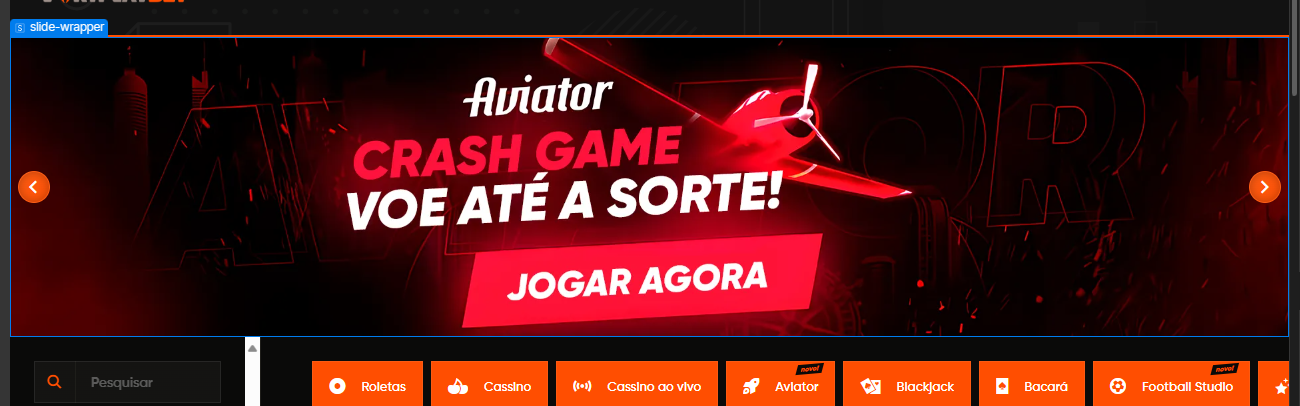 slide-wrapper
Aviator
CRASH GAME
VOE ATÉ A SORTE!
JOGAR AGORA
Pesquisar
Roletas
Cassino
Cassino ao vivo
Aviator
novo!
Blackjack
Bacará
Football Studio
novo!